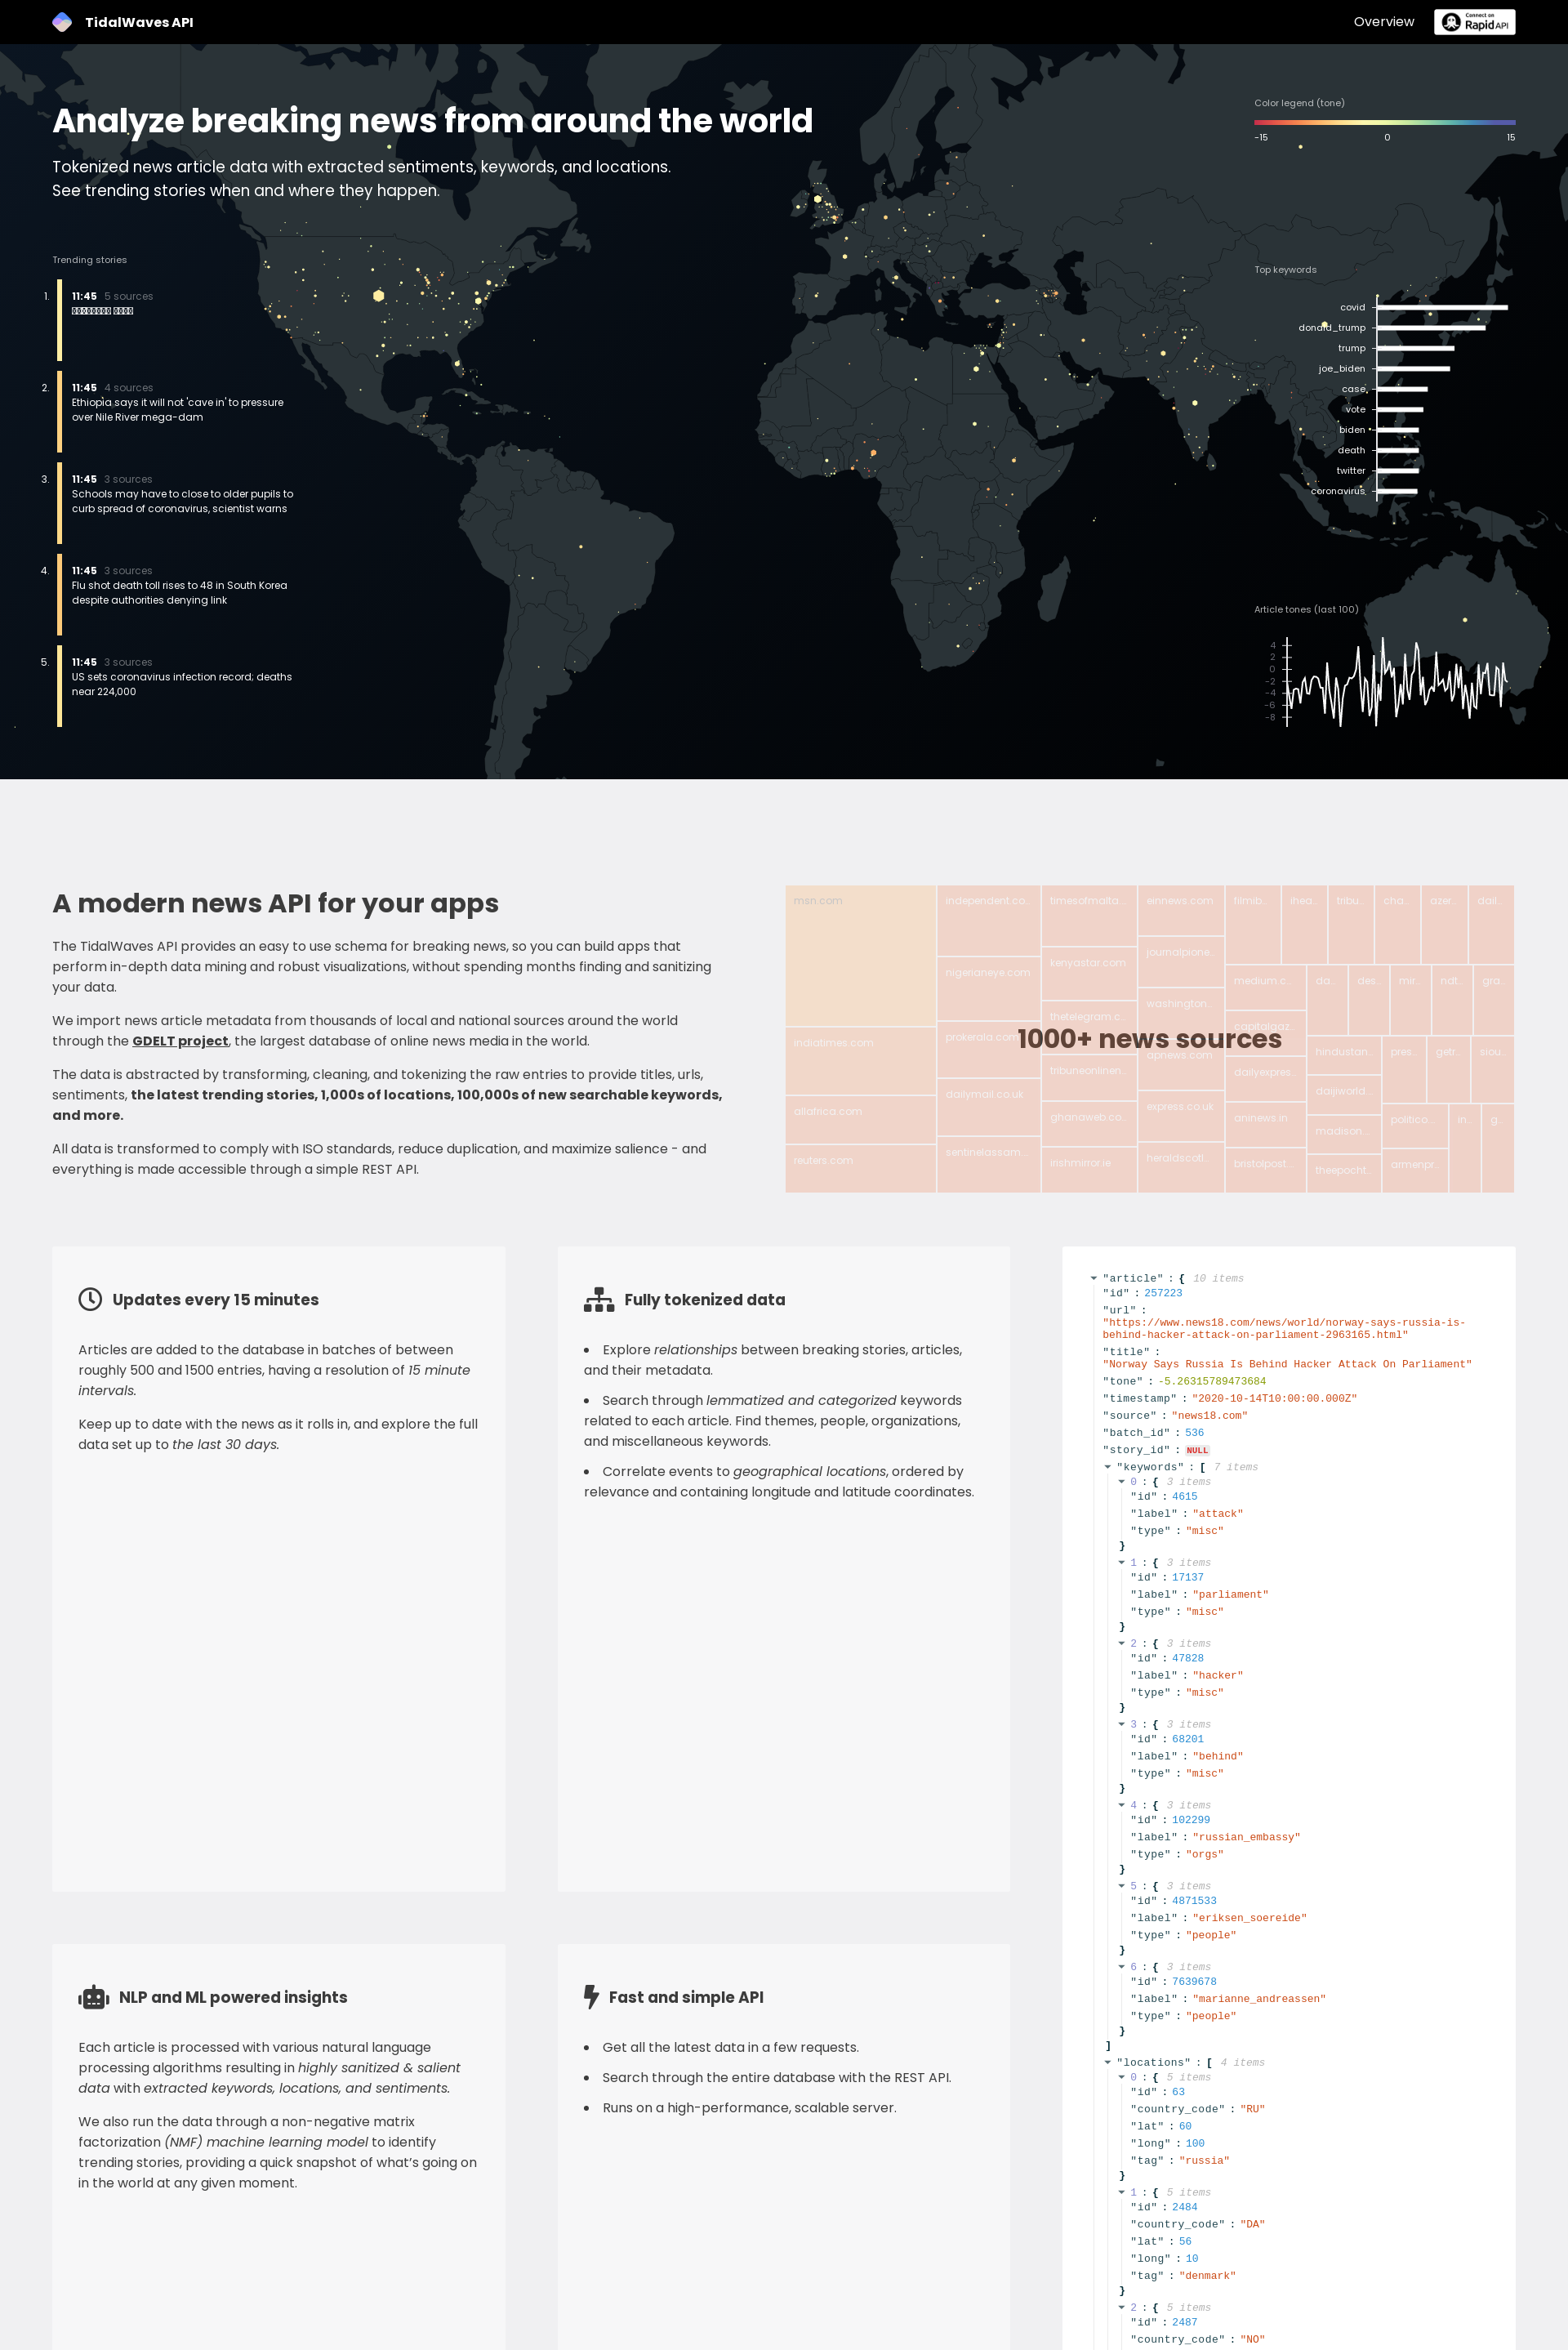 TidalWaves API
Overview
Connect on
Rapid API
Analyze breaking news from around the world
Tokenized news article data with extracted sentiments, keywords, and locations.
See trending stories when and where they happen.
Color legend (tone)
-15 0 15
Trending stories
1. 11:45 5 sources
2. 11:45 4 sources
Ethiopia says it will not 'cave in' to pressure
over Nile River mega-dam
3. 11:45 3 sources
Schools may have to close to older pupils to
curb spread of coronavirus, scientist warns
4. 11:45 3 sources
Flu shot death toll rises to 48 in South Korea
despite authorities denying link
5. 11:45 3 sources
US sets coronavirus infection record; deaths
near 224,000
Top keywords
covid
donald_trump
trump
joe_biden
case
vote
biden
death
twitter
coronavirus
Article tones (last 100)
4
2
0
-2
-4
-6
-8
A modern news API for your apps
The TidalWaves API provides an easy to use schema for breaking news, so you can build apps that
perform in-depth data mining and robust visualizations, without spending months finding and sanitizing
your data.
We import news article metadata from thousands of local and national sources around the world
through the GDELT project, the largest database of online news media in the world.
The data is abstracted by transforming, cleaning, and tokenizing the raw entries to provide titles, urls,
sentiments, the latest trending stories, 1,000s of locations, 100,000s of new searchable keywords,
and more.
All data is transformed to comply with ISO standards, reduce duplication, and maximize salience - and
everything is made accessible through a simple REST API.
msn.com
indiatimes.com
allafrica.com
reuters.com
independent.co...
nigerianeye.com
prokerala.com
dailymail.co.uk
sentinelassam...
timesofmalta...
kenyastar.com
thetelegram.c...
tribuneonlinen...
ghanaweb.co...
irishmirror.ie
einnews.com
journalpione...
washington...
apnews.com
express.co.uk
heraldscotl...
filmib...
ihea...
tribu...
cha...
azer...
dail...
medium.c...
capitalgaz...
dailyexpres...
aninews.in
bristolpost...
da...
des...
mir...
ndt...
gra...
hindustan...
daijiworld...
madison...
theepocht...
pres...
getr...
sicu...
politico...
armenpr...
in...
g...
1000+ news sources
Updates every 15 minutes
Articles are added to the database in batches of between
roughly 500 and 1500 entries, having a resolution of 15 minute
intervals.
Keep up to date with the news as it rolls in, and explore the full
data set up to the last 30 days.
Fully tokenized data
• Explore relationships between breaking stories, articles,
and their metadata.
• Search through lemmatized and categorized keywords
related to each article. Find themes, people, organizations,
and miscellaneous keywords.
• Correlate events to geographical locations, ordered by
relevance and containing longitude and latitude coordinates.
NLP and ML powered insights
Each article is processed with various natural language
processing algorithms resulting in highly sanitized & salient
data with extracted keywords, locations, and sentiments.
We also run the data through a non-negative matrix
factorization (NMF) machine learning model to identify
trending stories, providing a quick snapshot of what's going on
in the world at any given moment.
Fast and simple API
• Get all the latest data in a few requests.
• Search through the entire database with the REST API.
• Runs on a high-performance, scalable server.
"article" : { 10 items
"id" : 257223
"url" :
"https://www.news18.com/news/world/norway-says-russia-is-
behind-hacker-attack-on-parliament-2963165.html"
"title" :
"Norway Says Russia Is Behind Hacker Attack On Parliament"
"tone" : -5.26315789473684
"timestamp" : "2020-10-14T10:00:00.000Z"
"source" : "news18.com"
"batch_id" : 536
"story_id" : NULL
"keywords" : [ 7 items
0 : { 3 items
"id" : 4615
"label" : "attack"
"type" : "misc"
}
1 : { 3 items
"id" : 17137
"label" : "parliament"
"type" : "misc"
}
2 : { 3 items
"id" : 47828
"label" : "hacker"
"type" : "misc"
}
3 : { 3 items
"id" : 68201
"label" : "behind"
"type" : "misc"
}
4 : { 3 items
"id" : 102299
"label" : "russian_embassy"
"type" : "orgs"
}
5 : { 3 items
"id" : 4871533
"label" : "eriksen_soereide"
"type" : "people"
}
6 : { 3 items
"id" : 7639678
"label" : "marianne_andreassen"
"type" : "people"
}
]
"locations" : [ 4 items
0 : { 5 items
"id" : 63
"country_code" : "RU"
"lat" : 60
"long" : 100
"tag" : "russia"
}
1 : { 5 items
"id" : 2484
"country_code" : "DA"
"lat" : 56
"long" : 10
"tag" : "denmark"
}
2 : { 5 items
"id" : 2487
"country_code" : "NO"